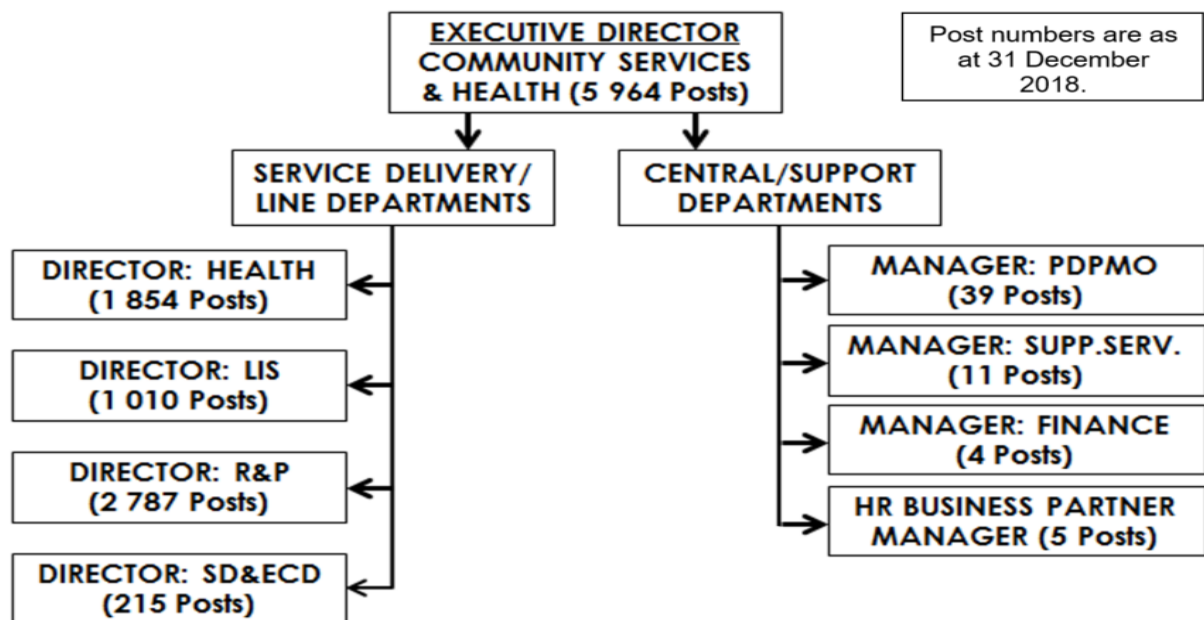 EXECUTIVE DIRECTOR
COMMUNITY SERVICES
& HEALTH (5 964 Posts)
Post numbers are as
at 31 December
2018.
SERVICE DELIVERY/
LINE DEPARTMENTS
CENTRAL/SUPPORT
DEPARTMENTS
DIRECTOR: HEALTH
(1 854 Posts)
DIRECTOR: LIS
(1 010 Posts)
DIRECTOR: R&P
(2 787 Posts)
DIRECTOR: SD&ECD
(215 Posts)
MANAGER: PDPMO
(39 Posts)
MANAGER: SUPP.SERV.
(11 Posts)
MANAGER: FINANCE
(4 Posts)
HR BUSINESS PARTNER
MANAGER (5 Posts)